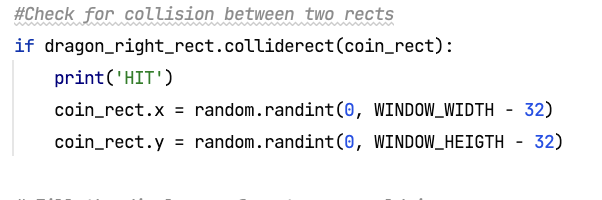 #Check for collision between two rects
if dragon_right_rect.colliderect(coin_rect):
    print('HIT')
    coin_rect.x = random.randint(0, WINDOW_WIDTH - 32)
    coin_rect.y = random.randint(0, WINDOW_HEIGTH - 32)